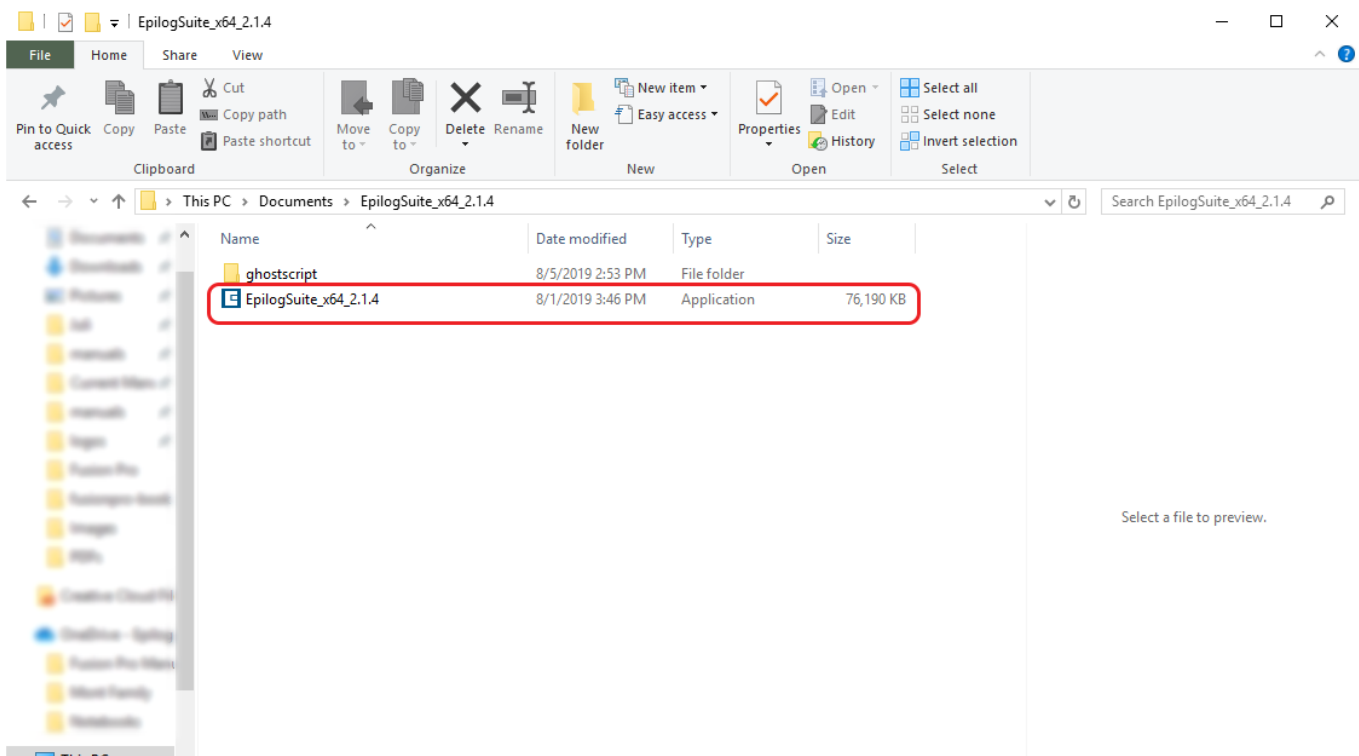 EpilogSuite_x64_2.1.4
File Home Share View
Pin to Quick access
Copy
Paste
Cut
Copy path
Paste shortcut
Clipboard
Move to
Copy to
Delete
Rename
Organize
New folder
New item
Easy access
New
Properties
Open
Edit
History
Open
Select all
Select none
Invert selection
Select
This PC > Documents > EpilogSuite_x64_2.1.4
Search EpilogSuite_x64_2.1.4
Name Date modified Type Size
ghostscript 8/5/2019 2:53 PM File folder
EpilogSuite_x64_2.1.4 8/1/2019 3:46 PM Application 76,190 KB
Select a file to preview.